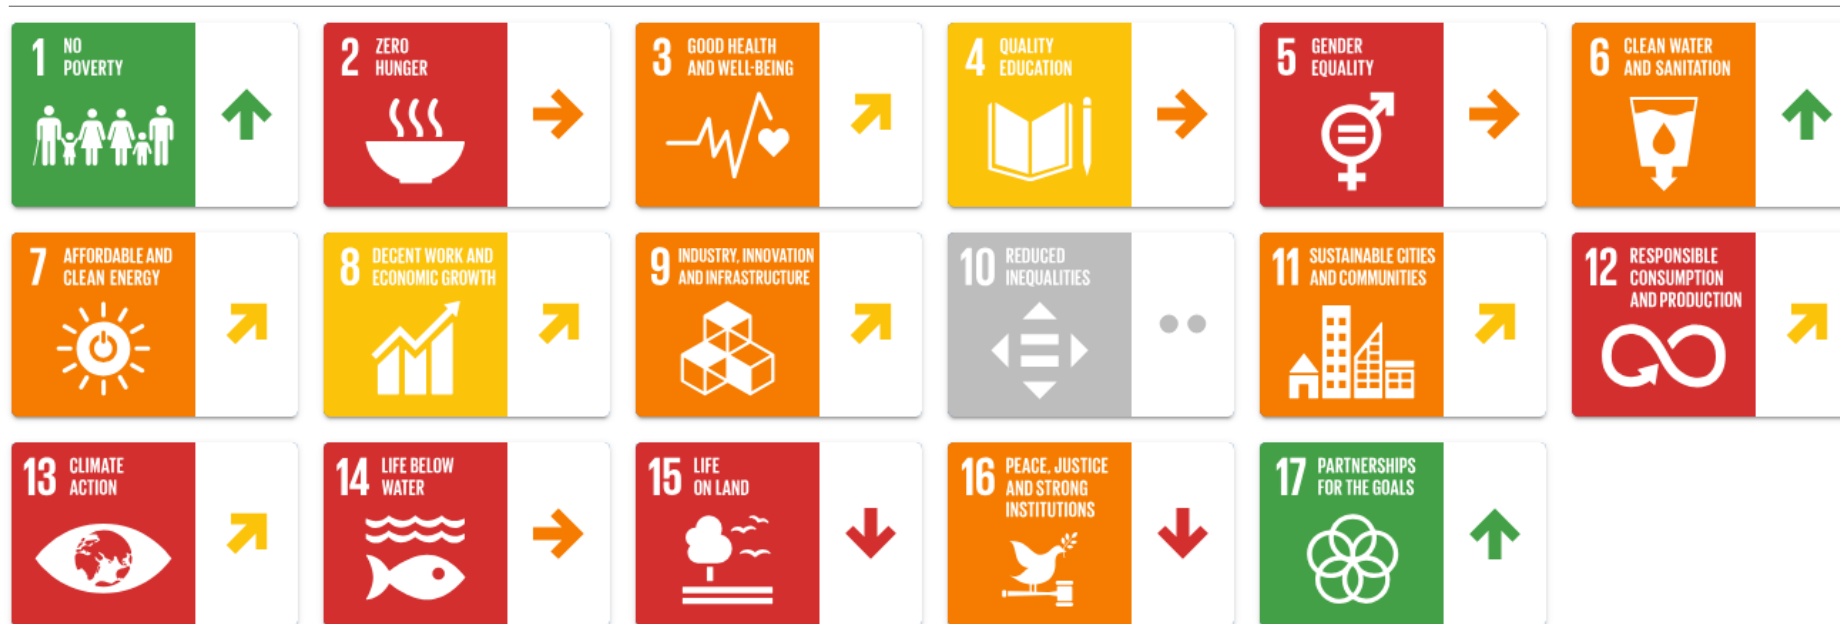 1 NO
POVERTY
2 ZERO
HUNGER
3 GOOD HEALTH
AND WELL-BEING
4 QUALITY
EDUCATION
5 GENDER
EQUALITY
6 CLEAN WATER
AND SANITATION
7 AFFORDABLE AND
CLEAN ENERGY
8 DECENT WORK AND
ECONOMIC GROWTH
9 INDUSTRY, INNOVATION
AND INFRASTRUCTURE
10 REDUCED
INEQUALITIES
11 SUSTAINABLE CITIES
AND COMMUNITIES
12 RESPONSIBLE
CONSUMPTION
AND PRODUCTION
13 CLIMATE
ACTION
14 LIFE BELOW
WATER
15 LIFE
ON LAND
16 PEACE, JUSTICE
AND STRONG
INSTITUTIONS
17 PARTNERSHIPS
FOR THE GOALS